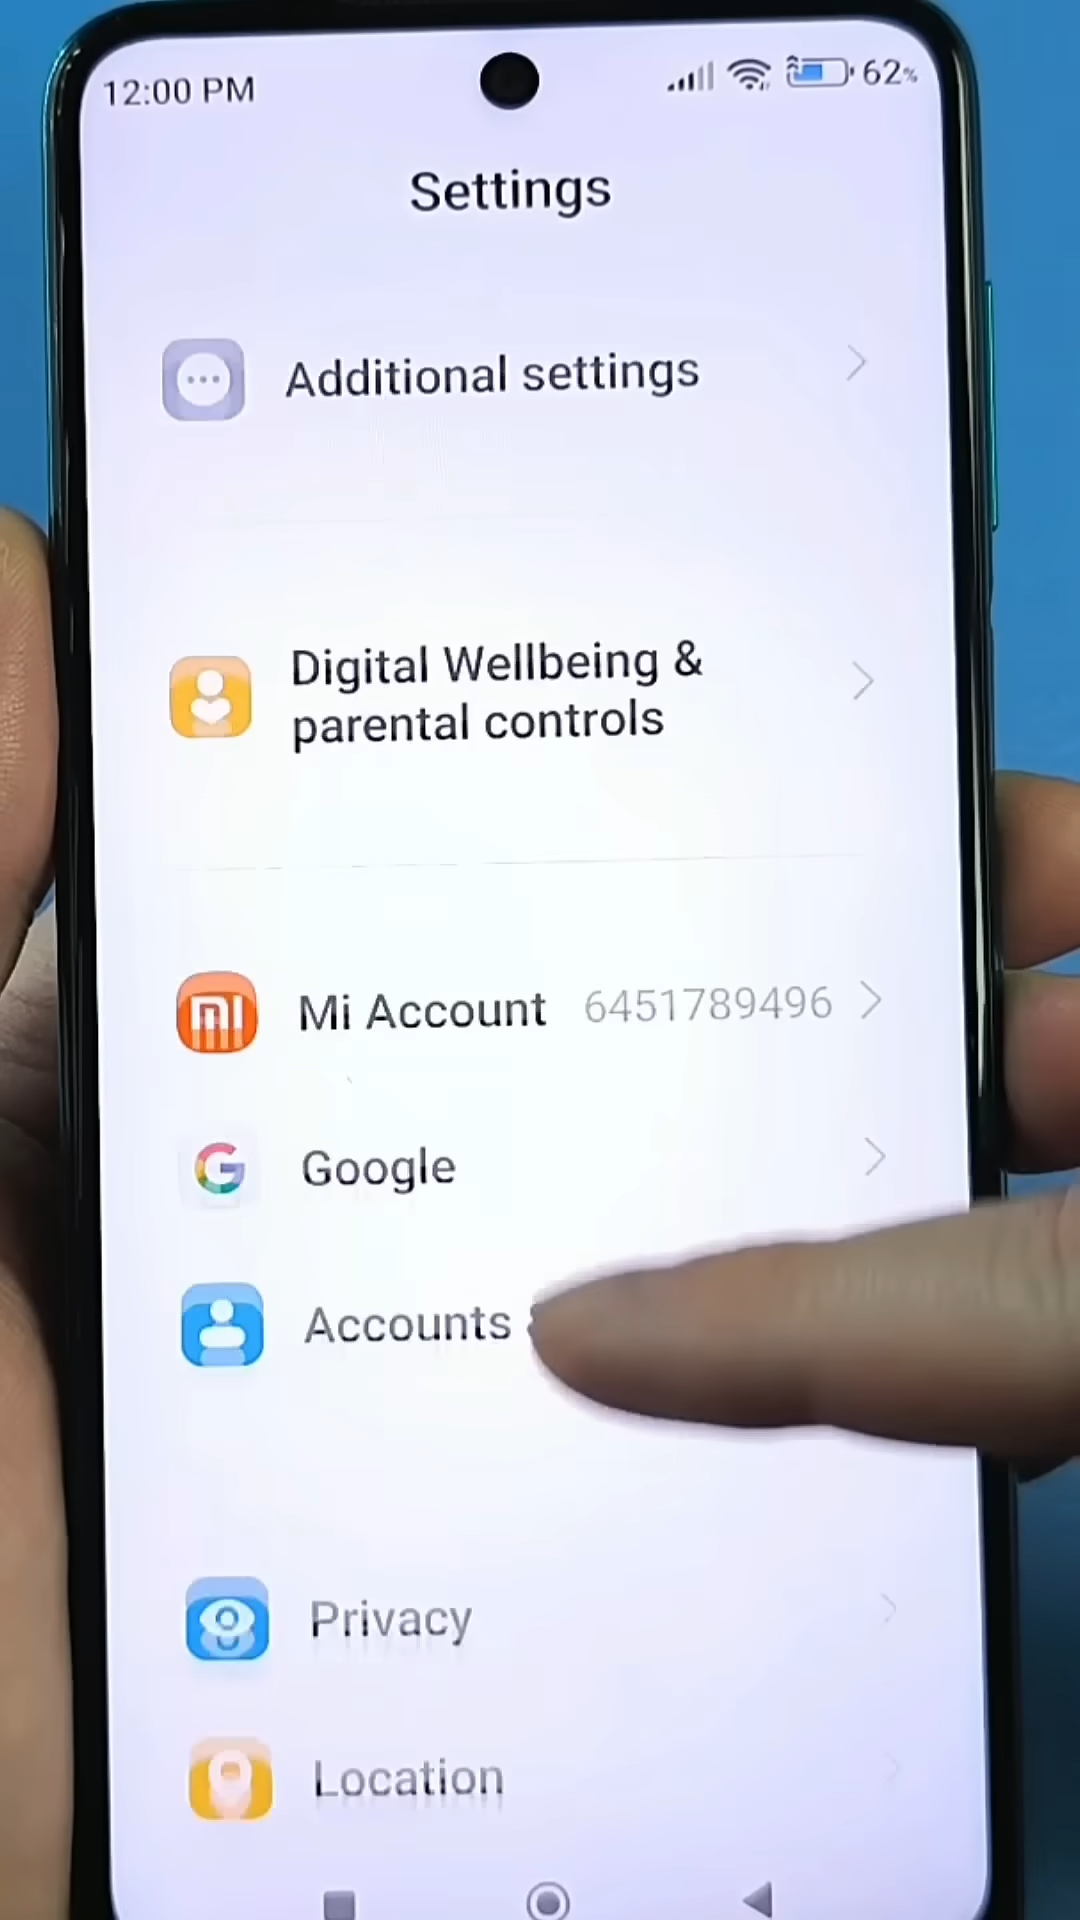 12:00 PM
62%
Settings
Additional settings
Digital Wellbeing &
parental controls
Mi Account 6451789496
Google
Accounts
Privacy
Location